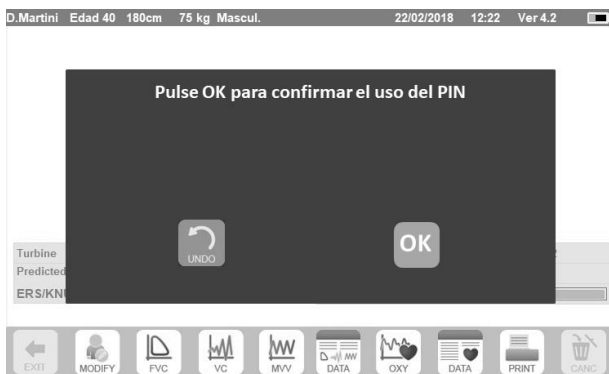 D.Martini Edad 40 180cm 75 kg Mascul. 22/02/2018 12:22 Ver 4.2
Pulse OK para confirmar el uso del PIN
UNDO
OK
Turbine
Predicted
ERS/KNU
EXIT MODIFY FVC VC MVV DATA OXY DATA PRINT CANC